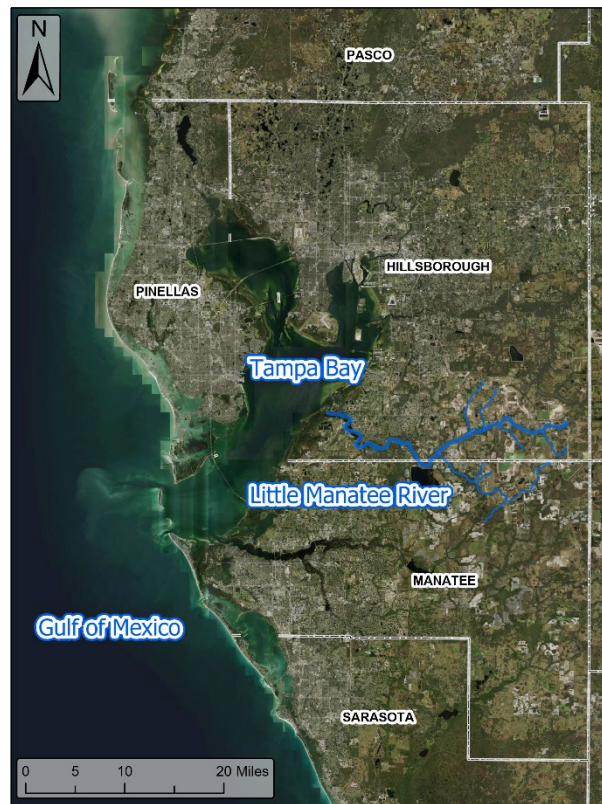 N
PASCO
HILLSBOROUGH
PINELLAS
Tampa Bay
Little Manatee River
MANATEE
Gulf of Mexico
SARASOTA
0 5 10 20 Miles